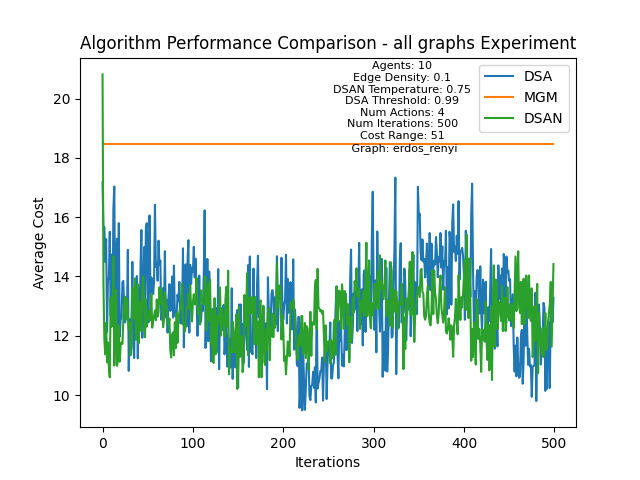 Algorithm Performance Comparison - all graphs Experiment
Agents: 10
Edge Density: 0.1
DSAN Temperature: 0.75
DSA Threshold: 0.99
Num Actions: 4
Num Iterations: 500
Cost Range: 51
Graph: erdos_renyi
DSA
MGM
DSAN
Average Cost
20
18
16
14
12
10
0
100
200
300
400
500
Iterations